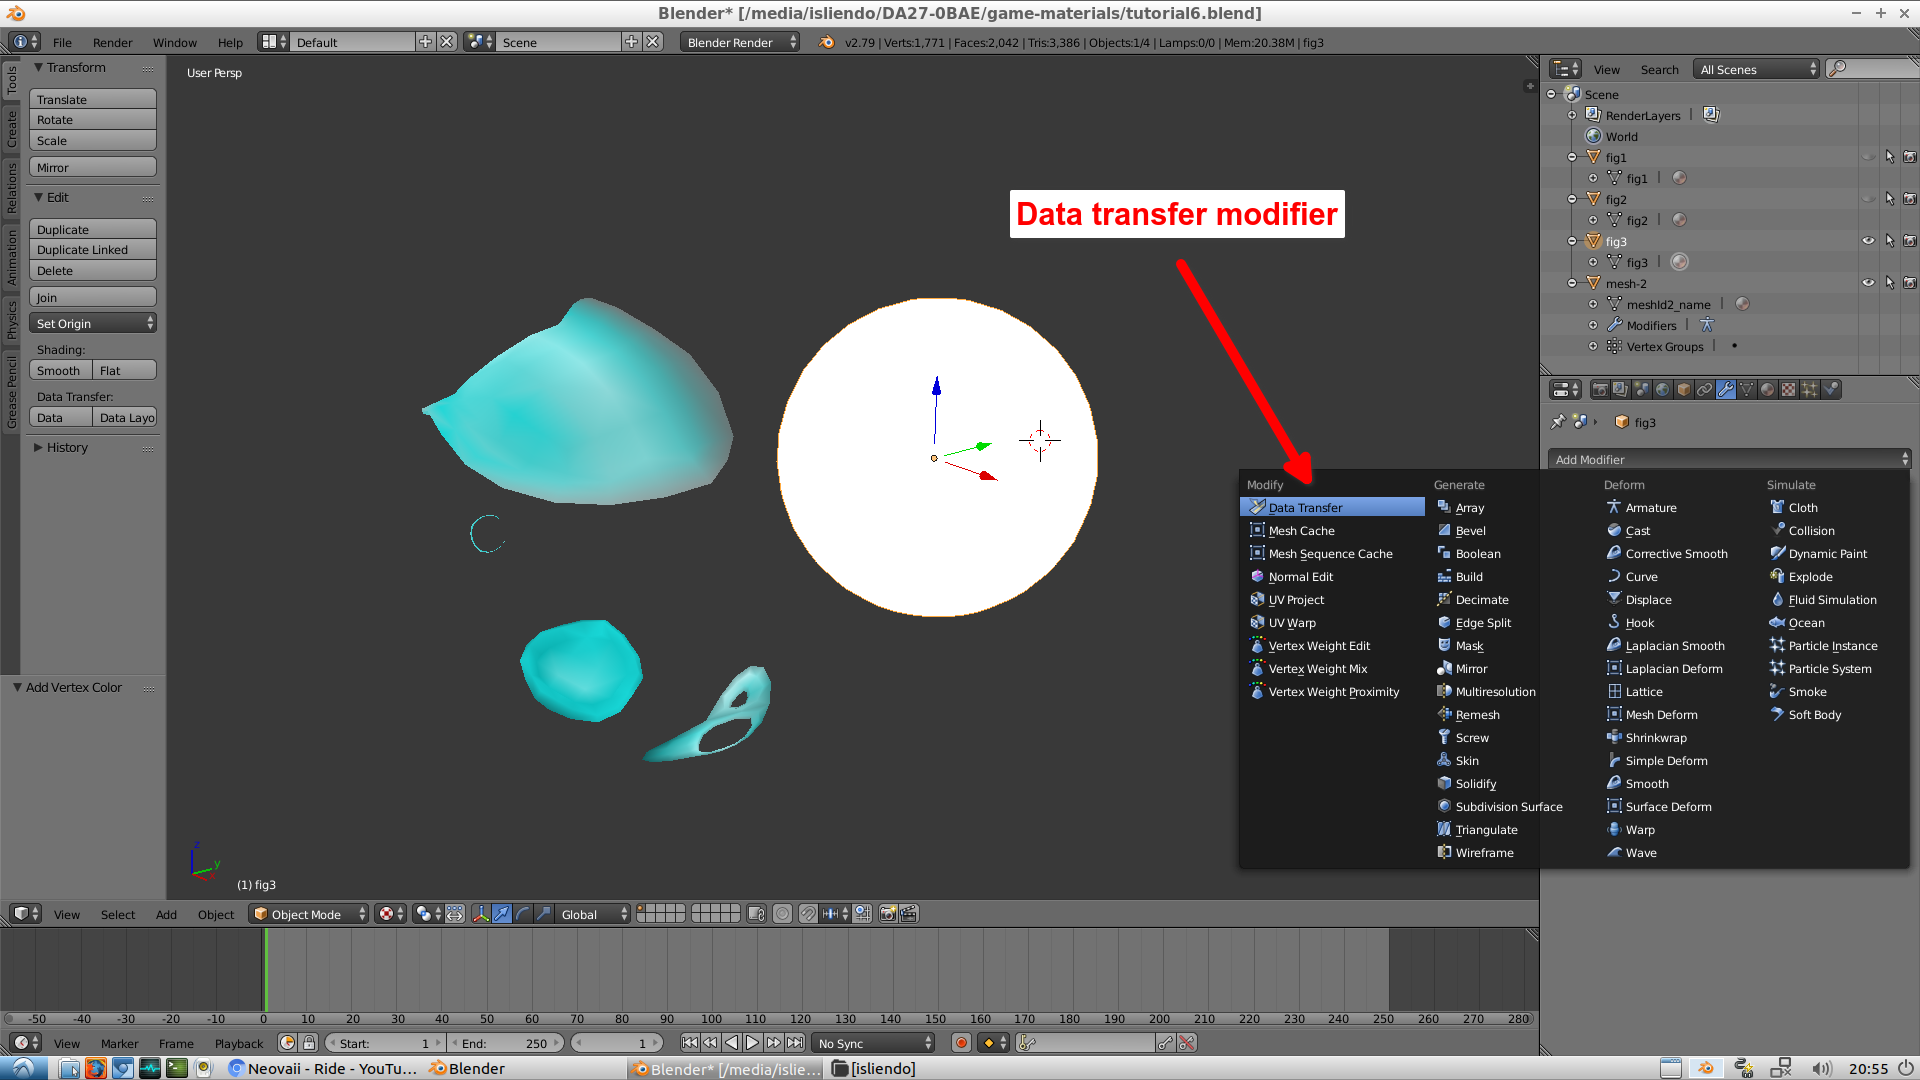 Blender* [/media/isliendo/DA27-0BAE/game-materials/tutorial6.blend]
File Render Window Help Default Scene Blender Render v2.79 | Verts:1,771 | Faces:2,042 | Tris:3,386 | Objects:1/4 | Lamps:0/0 | Mem:20.38M | fig3
Tools
Create
Relations
Animation
Physics
Grease Pencil
Transform
Translate
Rotate
Scale
Mirror
Edit
Duplicate
Duplicate Linked
Delete
Join
Set Origin
Shading:
Smooth Flat
Data Transfer:
Data Data Layo
History
Add Vertex Color
User Persp
Data transfer modifier
(1) fig3
View Search All Scenes
Scene
RenderLayers
World
fig1
fig1
fig2
fig2
fig3
fig3
mesh-2
meshId2_name
Modifiers
Vertex Groups
fig3
Add Modifier
Modify
Data Transfer
Mesh Cache
Mesh Sequence Cache
Normal Edit
UV Project
UV Warp
Vertex Weight Edit
Vertex Weight Mix
Vertex Weight Proximity
Generate
Array
Bevel
Boolean
Build
Decimate
Edge Split
Mask
Mirror
Multiresolution
Remesh
Screw
Skin
Solidify
Subdivision Surface
Triangulate
Wireframe
Deform
Armature
Cast
Corrective Smooth
Curve
Displace
Hook
Laplacian Smooth
Laplacian Deform
Lattice
Mesh Deform
Shrinkwrap
Simple Deform
Smooth
Surface Deform
Warp
Wave
Simulate
Cloth
Collision
Dynamic Paint
Explode
Fluid Simulation
Ocean
Particle Instance
Particle System
Smoke
Soft Body
z
y
View Select Add Object Object Mode Global
-50 -40 -30 -20 -10 0 10 20 30 40 50 60 70 80 90 100 110 120 130 140 150 160 170 180 190 200 210 220 230 240 250 260 270 280
View Marker Frame Playback Start: 1 End: 250 1 No Sync
Neovaii - Ride - YouTu... Blender Blender* [/media/islie... [isliendo] 20:55